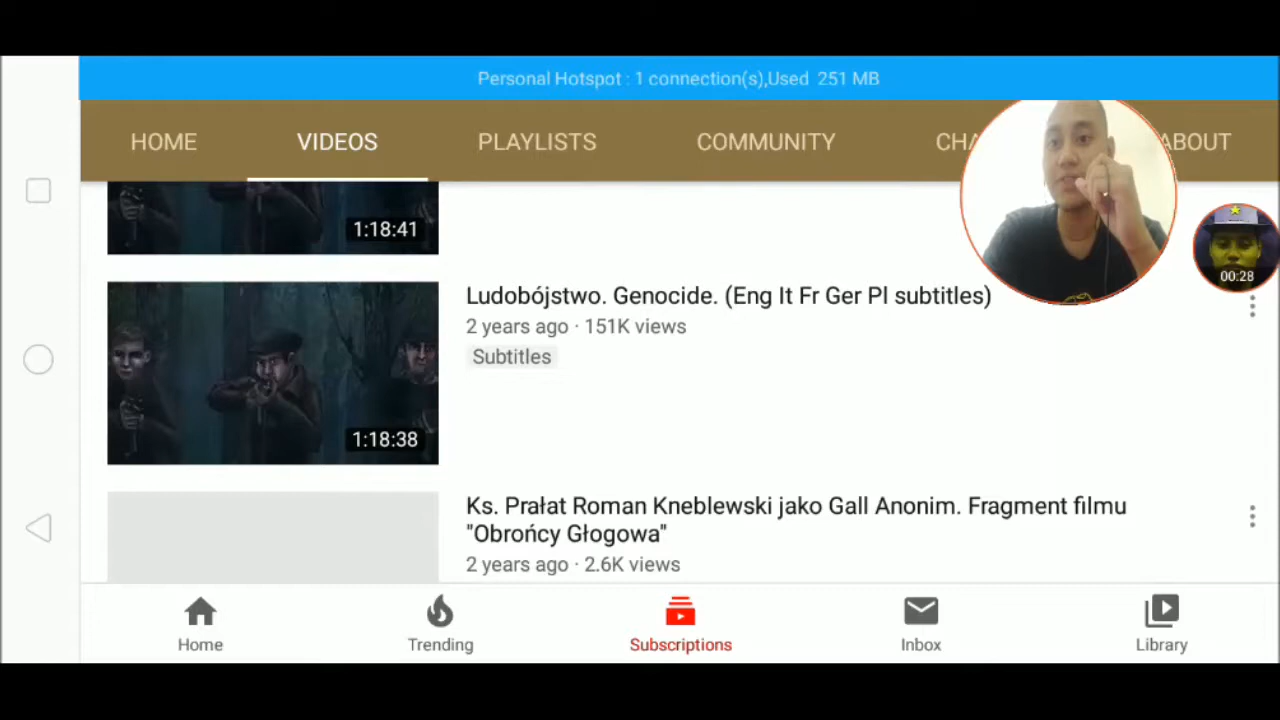 Personal Hotspot : 1 connection(s),Used 251 MB
HOME VIDEOS PLAYLISTS COMMUNITY CHA ABOUT
1:18:41
00:28
Ludobójstwo. Genocide. (Eng It Fr Ger Pl subtitles)
2 years ago · 151K views
Subtitles
1:18:38
Ks. Prałat Roman Kneblewski jako Gall Anonim. Fragment filmu
"Obrońcy Głogowa"
2 years ago · 2.6K views
Home Trending Subscriptions Inbox Library